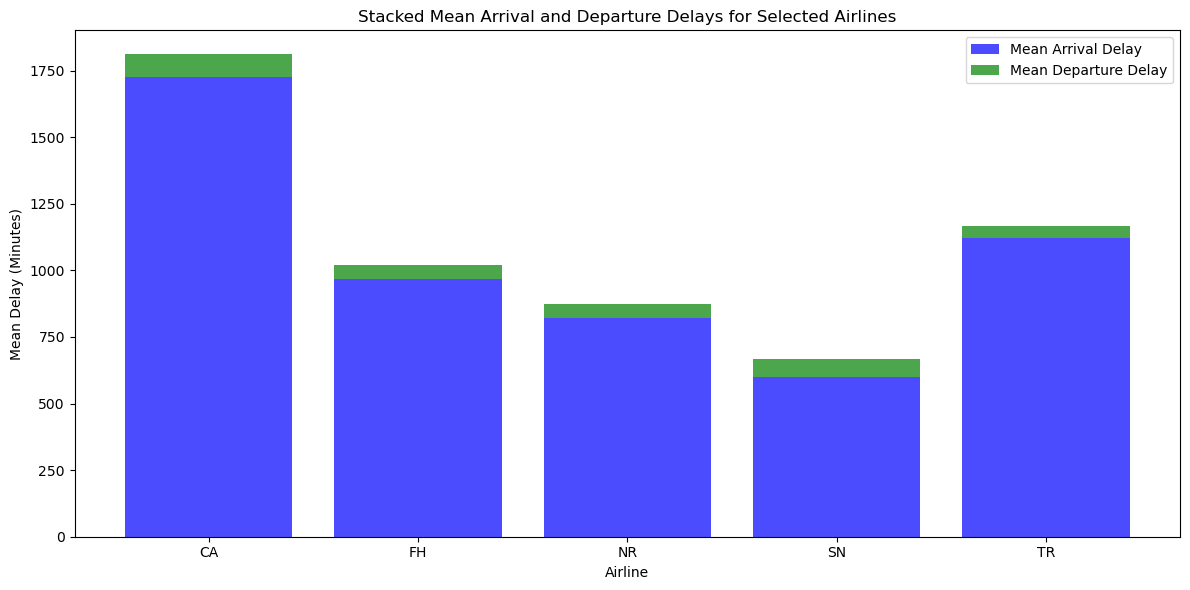 Stacked Mean Arrival and Departure Delays for Selected Airlines
Mean Arrival Delay
Mean Departure Delay
Mean Delay (Minutes)
1750
1500
1250
1000
750
500
250
0
CA
FH
NR
SN
TR
Airline